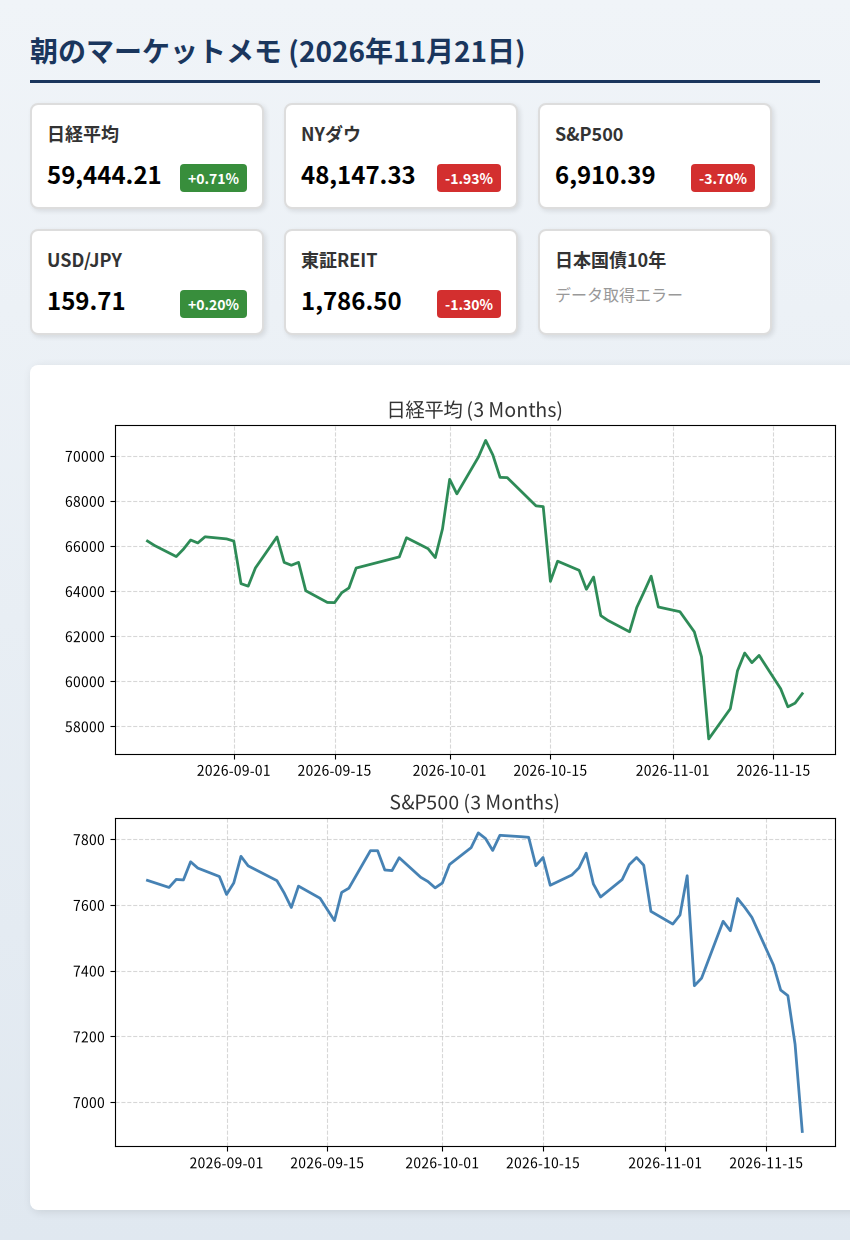 朝のマーケットメモ (2026年11月21日)
日経平均
59,444.21 +0.71%
NYダウ
48,147.33 -1.93%
S&P500
6,910.39 -3.70%
USD/JPY
159.71 +0.20%
東証REIT
1,786.50 -1.30%
日本国債10年
データ取得エラー
日経平均 (3 Months)
70000
68000
66000
64000
62000
60000
58000
2026-09-01 2026-09-15 2026-10-01 2026-10-15 2026-11-01 2026-11-15
S&P500 (3 Months)
7800
7600
7400
7200
7000
2026-09-01 2026-09-15 2026-10-01 2026-10-15 2026-11-01 2026-11-15